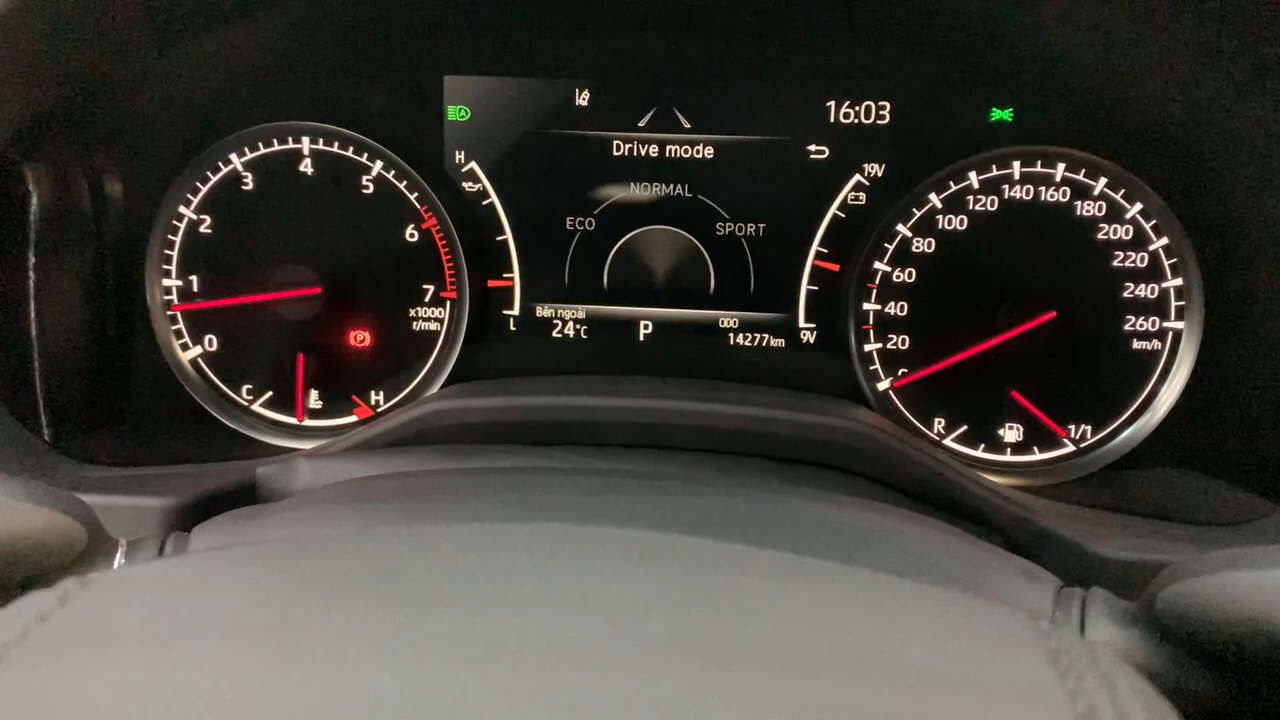 16:03
Drive mode
NORMAL
ECO
SPORT
H
L
19V
9V
Bên ngoài
24°C
P
ODO
14277km
0
1
2
3
4
5
6
7
x1000
r/min
(P)
C
H
A
0
20
40
60
80
100
120
140
160
180
200
220
240
260
km/h
R
1/1